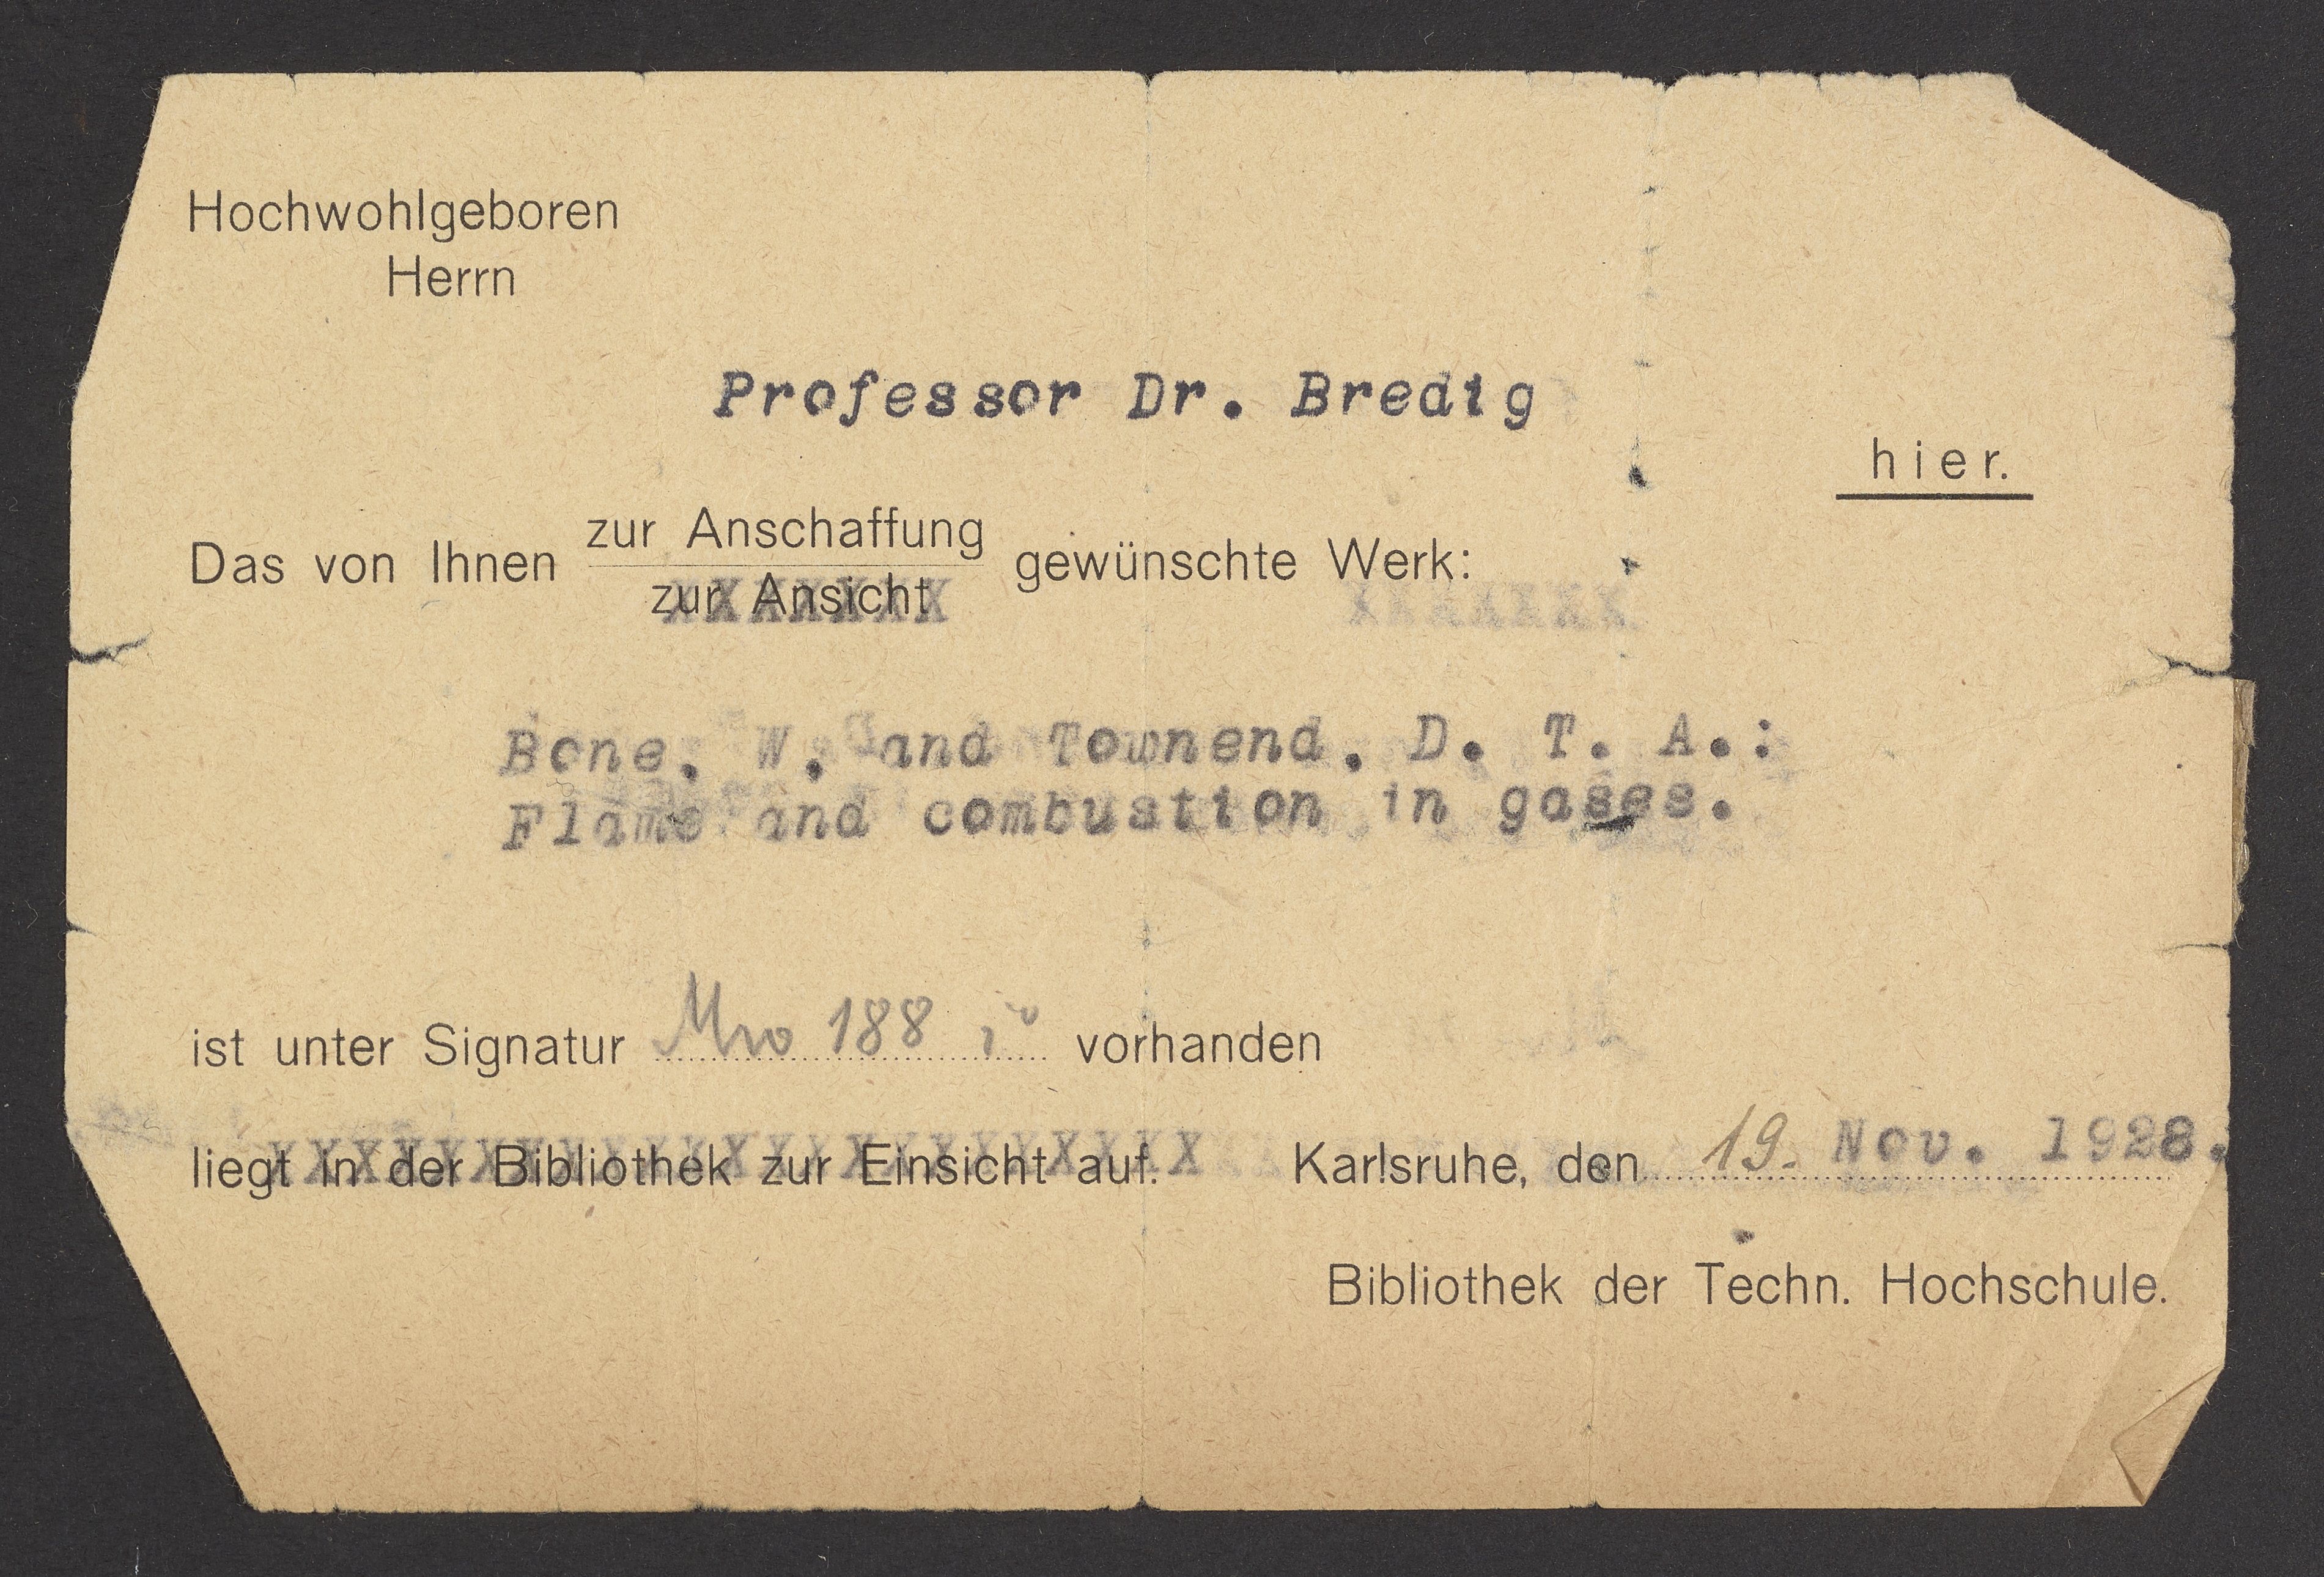 Hochwohlgeboren
Herrn
Professor Dr. Bredig
hier.
Das von Ihnen zur Anschaffung gewünschte Werk:
zur Ansicht
Bone, W. and Townend, D. T. A.:
Flame and combustion in gases.
ist unter Signatur 188 vorhanden
liegt in der Bibliothek zur Einsicht auf. Karlsruhe, den 19. Nov. 1928.
Bibliothek der Techn. Hochschule.